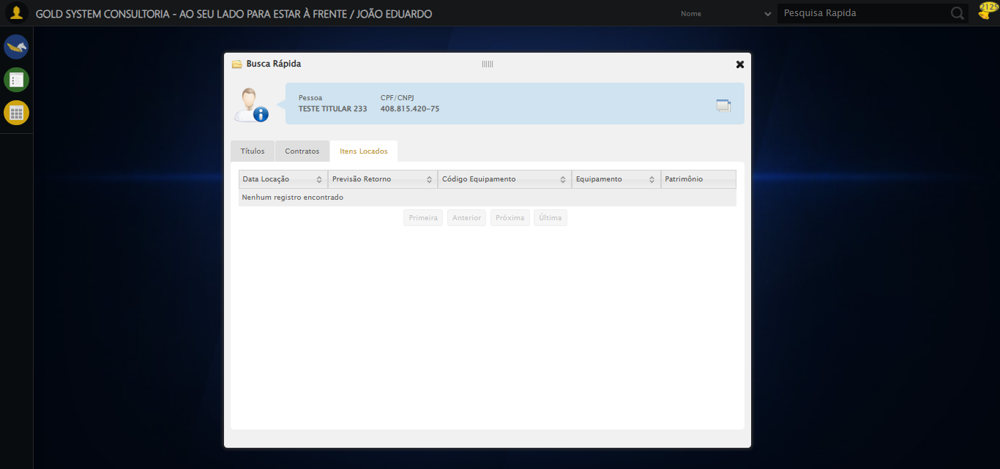 GOLD SYSTEM CONSULTORIA - AO SEU LADO PARA ESTAR À FRENTE / JOÃO EDUARDO
Nome
Pesquisa Rapida
2125
Busca Rápida
Pessoa CPF/CNPJ
TESTE TITULAR 233 408.815.420-75
Títulos Contratos Itens Locados
Data Locação Previsão Retorno Código Equipamento Equipamento Patrimônio
Nenhum registro encontrado
Primeira Anterior Próxima Última